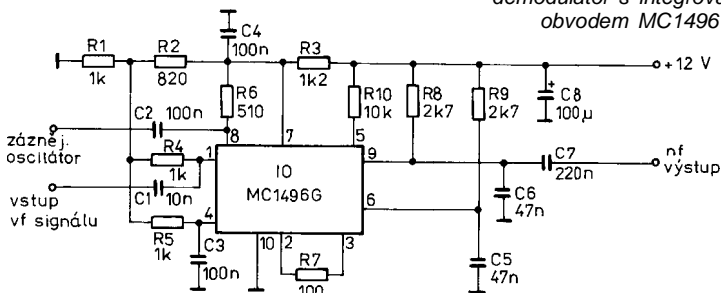 demodulátor s integrova
obvodem MC1496
C4
100n
R1
1k
R2
820
R3
1k2
+12 V
R6
510
R10
10k
R8
2k7
R9
2k7
+
C8
100µ
C2
100n
záznej.
oscilátor
8
7
5
R4
1k
1
IO
MC1496G
9
C7
220n
nf
výstup
C1
10n
vstup
vf signálu
4
6
C6
47n
R5
1k
C3
100n
10
2
3
R7
100
C5
47n